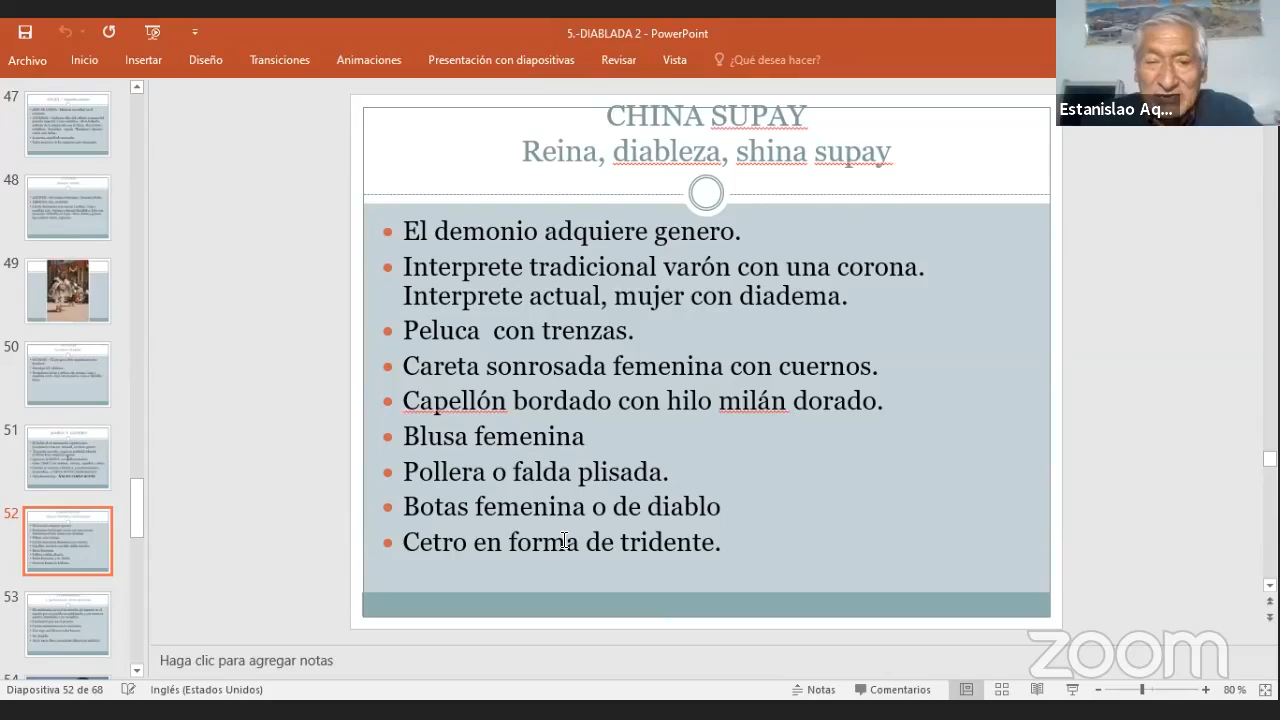 5.-DIABLADA 2 - PowerPoint
Archivo
Inicio
Insertar
Diseño
Transiciones
Animaciones
Presentación con diapositivas
Revisar
Vista
¿Qué desea hacer?
Estanislao Aq...
47
48
49
50
51
52
53
CHINA SUPAY
Reina, diableza, shina supay
El demonio adquiere genero.
Interprete tradicional varón con una corona.
Interprete actual, mujer con diadema.
Peluca con trenzas.
Careta sonrosada femenina con cuernos.
Capellón bordado con hilo milán dorado.
Blusa femenina
Pollera o falda plisada.
Botas femenina o de diablo
Cetro en forma de tridente.
Haga clic para agregar notas
zoom
Diapositiva 52 de 68
Inglés (Estados Unidos)
Notas
Comentarios
80 %